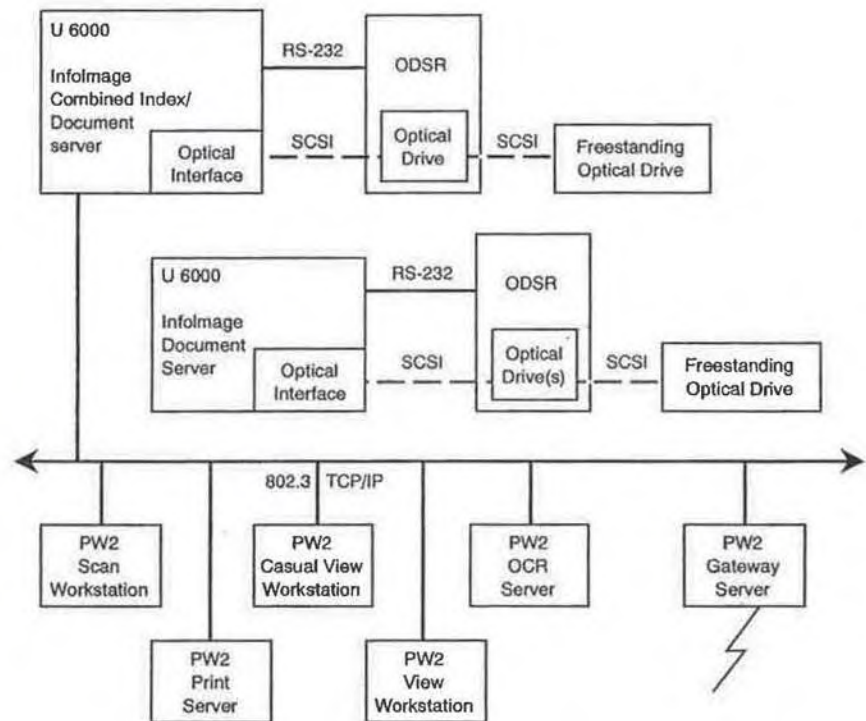 U 6000
InfoImage
Combined Index/
Document
server
Optical
Interface
RS-232
SCSI
ODSR
Optical
Drive
SCSI
Freestanding
Optical Drive
U 6000
InfoImage
Document
Server
Optical
Interface
RS-232
SCSI
ODSR
Optical
Drive(s)
SCSI
Freestanding
Optical Drive
802.3 TCP/IP
PW2
Scan
Workstation
PW2
Casual View
Workstation
PW2
OCR
Server
PW2
Gateway
Server
PW2
Print
Server
PW2
View
Workstation